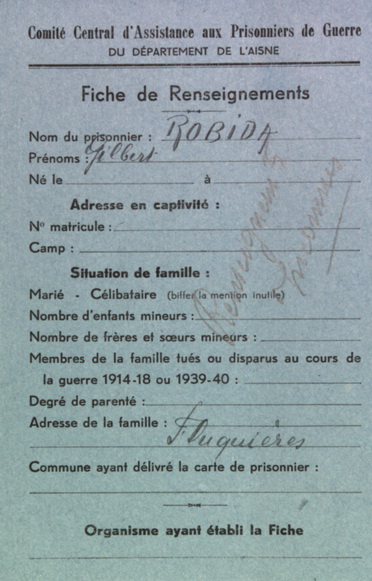 Comité Central d'Assistance aux Prisonniers de Guerre
DU DÉPARTEMENT DE L'AISNE
Fiche de Renseignements
Nom du prisonnier : ROBIDA
Prénoms : Gilbert
Né le à
Adresse en captivité :
N° matricule :
Camp :
Situation de famille :
Marié - Célibataire (biffer la mention inutile)
Nombre d'enfants mineurs :
Nombre de frères et sœurs mineurs :
Membres de la famille tués ou disparus au cours de
la guerre 1914-18 ou 1939-40 :
Degré de parenté :
Adresse de la famille :
Fluquières
Commune ayant délivré la carte de prisonnier :
Organisme ayant établi la Fiche
Renseignements